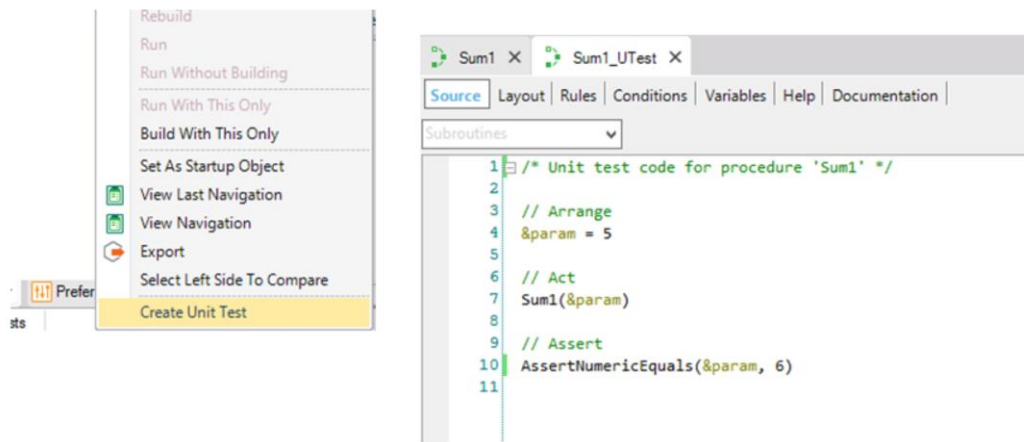 Rebuild
Run
Run Without Building
Run With This Only
Build With This Only
Set As Startup Object
View Last Navigation
View Navigation
Export
Select Left Side To Compare
Create Unit Test
Prefer
sts
Sum1 X Sum1_UTest X
Source Layout Rules Conditions Variables Help Documentation
Subroutines
1 /* Unit test code for procedure 'Sum1' */
2
3 // Arrange
4 &param = 5
5
6 // Act
7 Sum1(&param)
8
9 // Assert
10 AssertNumericEquals(&param, 6)
11